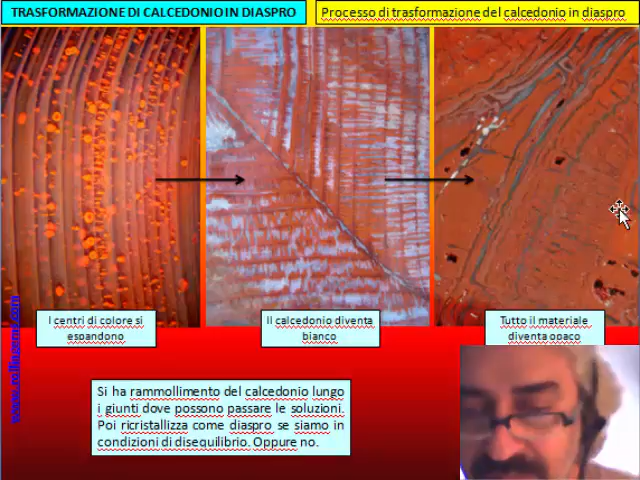 TRASFORMAZIONE DI CALCEDONIO IN DIASPRO
Processo di trasformazione del calcedonio in diaspro
I centri di colore si
espandono
Il calcedonio diventa
bianco
Tutto il materiale
diventa opaco
Si ha rammollimento del calcedonio lungo
i giunti dove possono passare le soluzioni.
Poi ricristallizza come diaspro se siamo in
condizioni di disequilibrio. Oppure no.